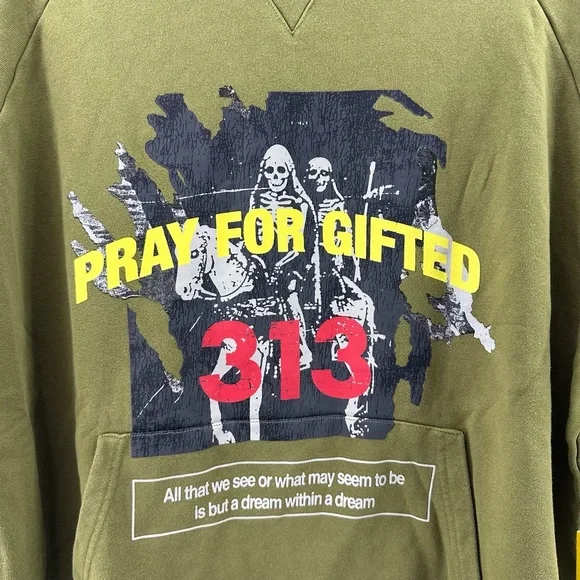 PRAY FOR GIFTED
313
All that we see or what may seem to be
is but a dream within a dream